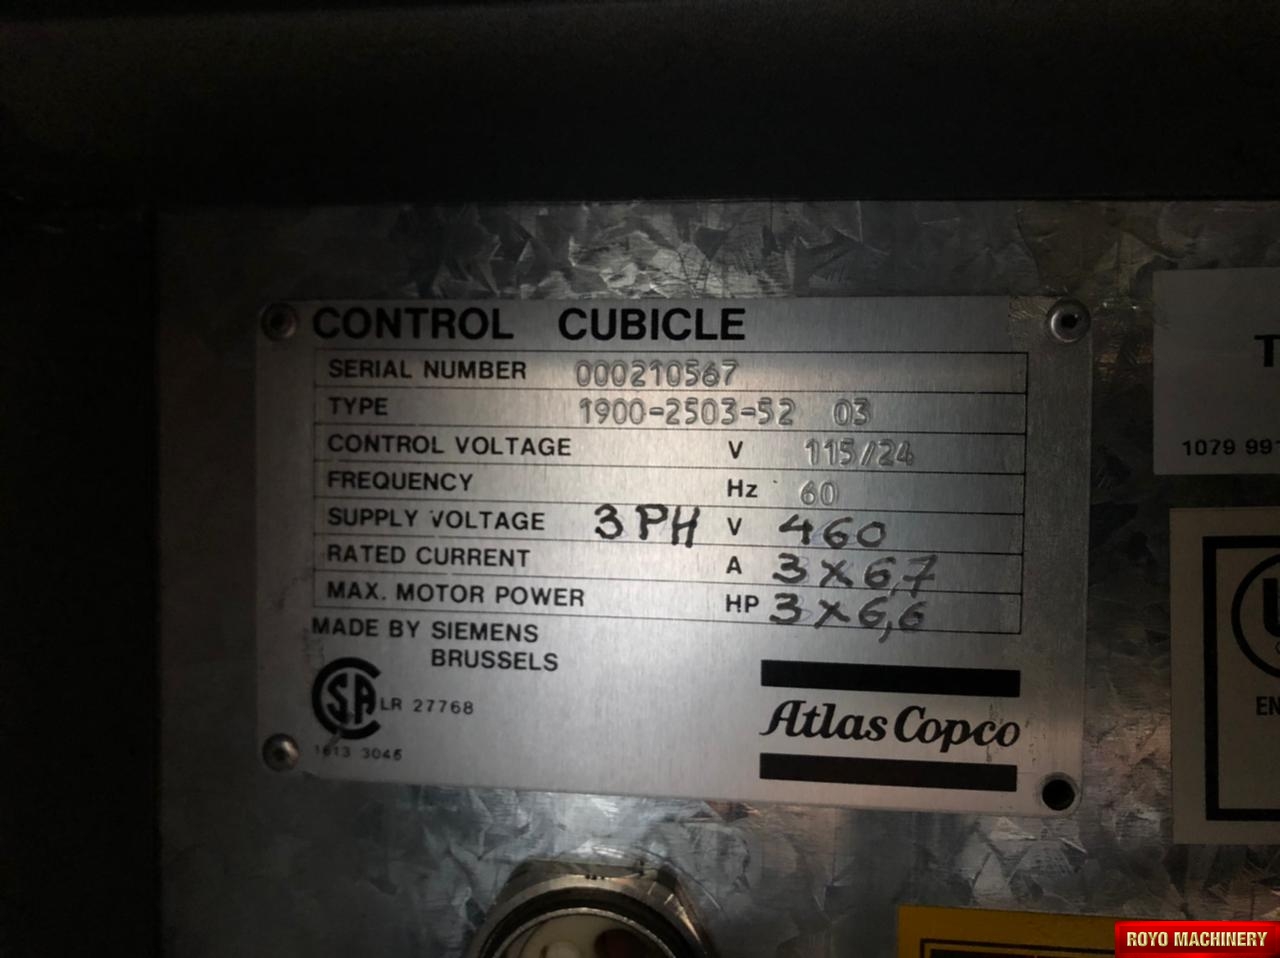 CONTROL CUBICLE
SERIAL NUMBER 000210567
TYPE 1900-2503-52 03
CONTROL VOLTAGE V 115/24
FREQUENCY Hz 60
SUPPLY VOLTAGE 3PH V 460
RATED CURRENT A 3X6,7
MAX. MOTOR POWER HP 3X6,6
MADE BY SIEMENS
BRUSSELS
SA LR 27768
1613 3046
Atlas Copco
1079 99
ROYO MACHINERY